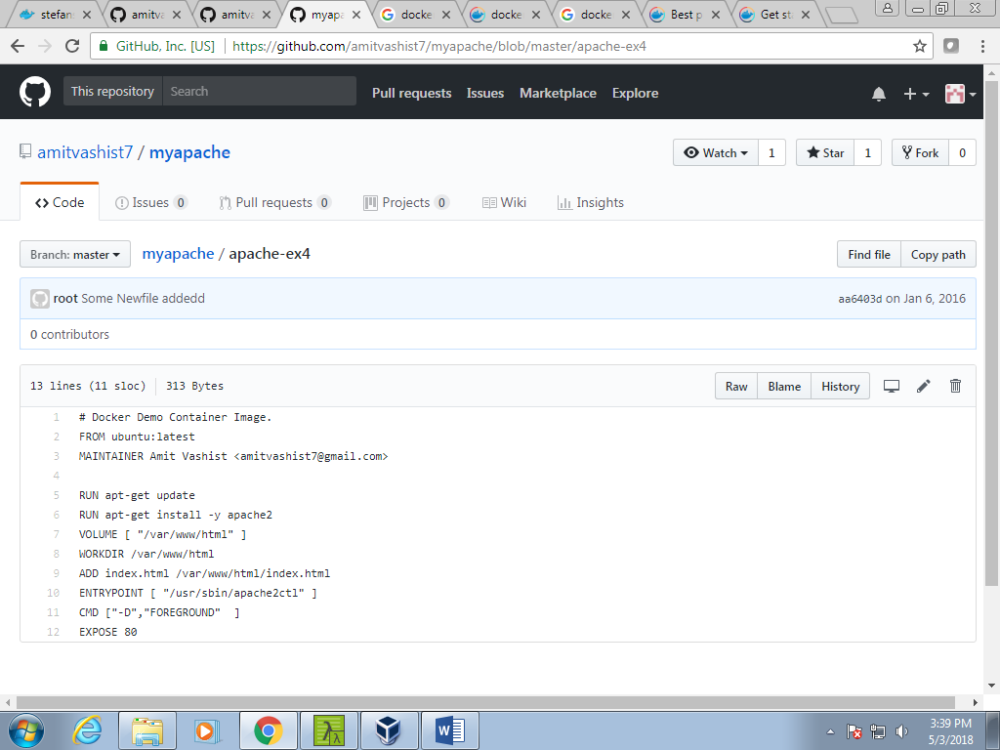 stefan
amitva
amitva
myapa
docke
docke
docke
Best p
Get sta
GitHub, Inc. [US]
https://github.com/amitvashist7/myapache/blob/master/apache-ex4
This repository
Search
Pull requests
Issues
Marketplace
Explore
amitvashist7 / myapache
Watch 1
Star 1
Fork 0
Code
Issues 0
Pull requests 0
Projects 0
Wiki
Insights
Branch: master
myapache / apache-ex4
Find file
Copy path
root Some Newfile addedd
aa6403d on Jan 6, 2016
0 contributors
13 lines (11 sloc)
313 Bytes
Raw
Blame
History
1 # Docker Demo Container Image.
2 FROM ubuntu:latest
3 MAINTAINER Amit Vashist <amitvashist7@gmail.com>
4
5 RUN apt-get update
6 RUN apt-get install -y apache2
7 VOLUME [ "/var/www/html" ]
8 WORKDIR /var/www/html
9 ADD index.html /var/www/html/index.html
10 ENTRYPOINT [ "/usr/sbin/apache2ctl" ]
11 CMD ["-D","FOREGROUND"  ]
12 EXPOSE 80
3:39 PM
5/3/2018